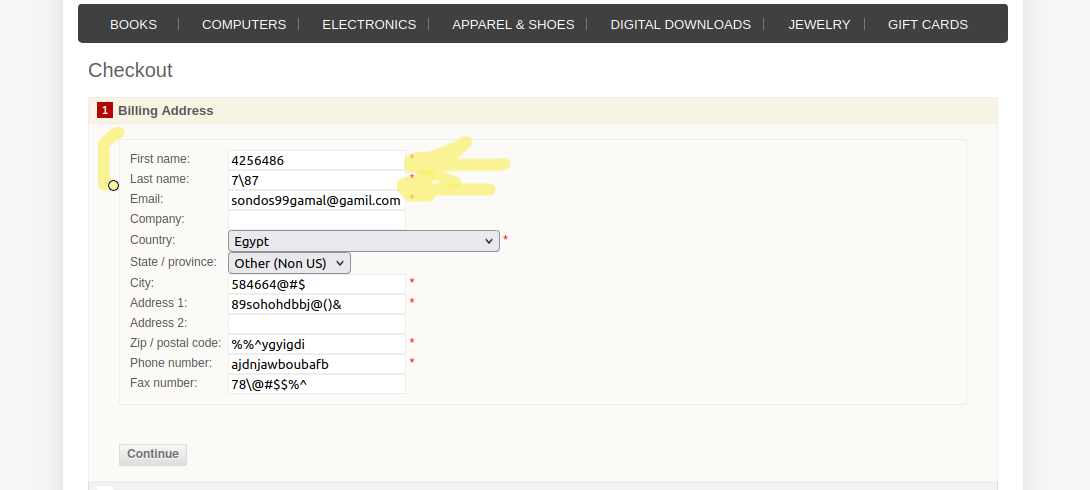 BOOKS COMPUTERS ELECTRONICS APPAREL & SHOES DIGITAL DOWNLOADS JEWELRY GIFT CARDS
Checkout
1 Billing Address
First name: 4256486 *
Last name: 7\87 *
Email: sondos99gamal@gamil.com *
Company:
Country: Egypt *
State / province: Other (Non US)
City: 584664@#$ *
Address 1: 89sohohdbbj@()& *
Address 2:
Zip / postal code: %%^ygyigdi *
Phone number: ajdnjawboubafb *
Fax number: 78\@#$$%^
Continue